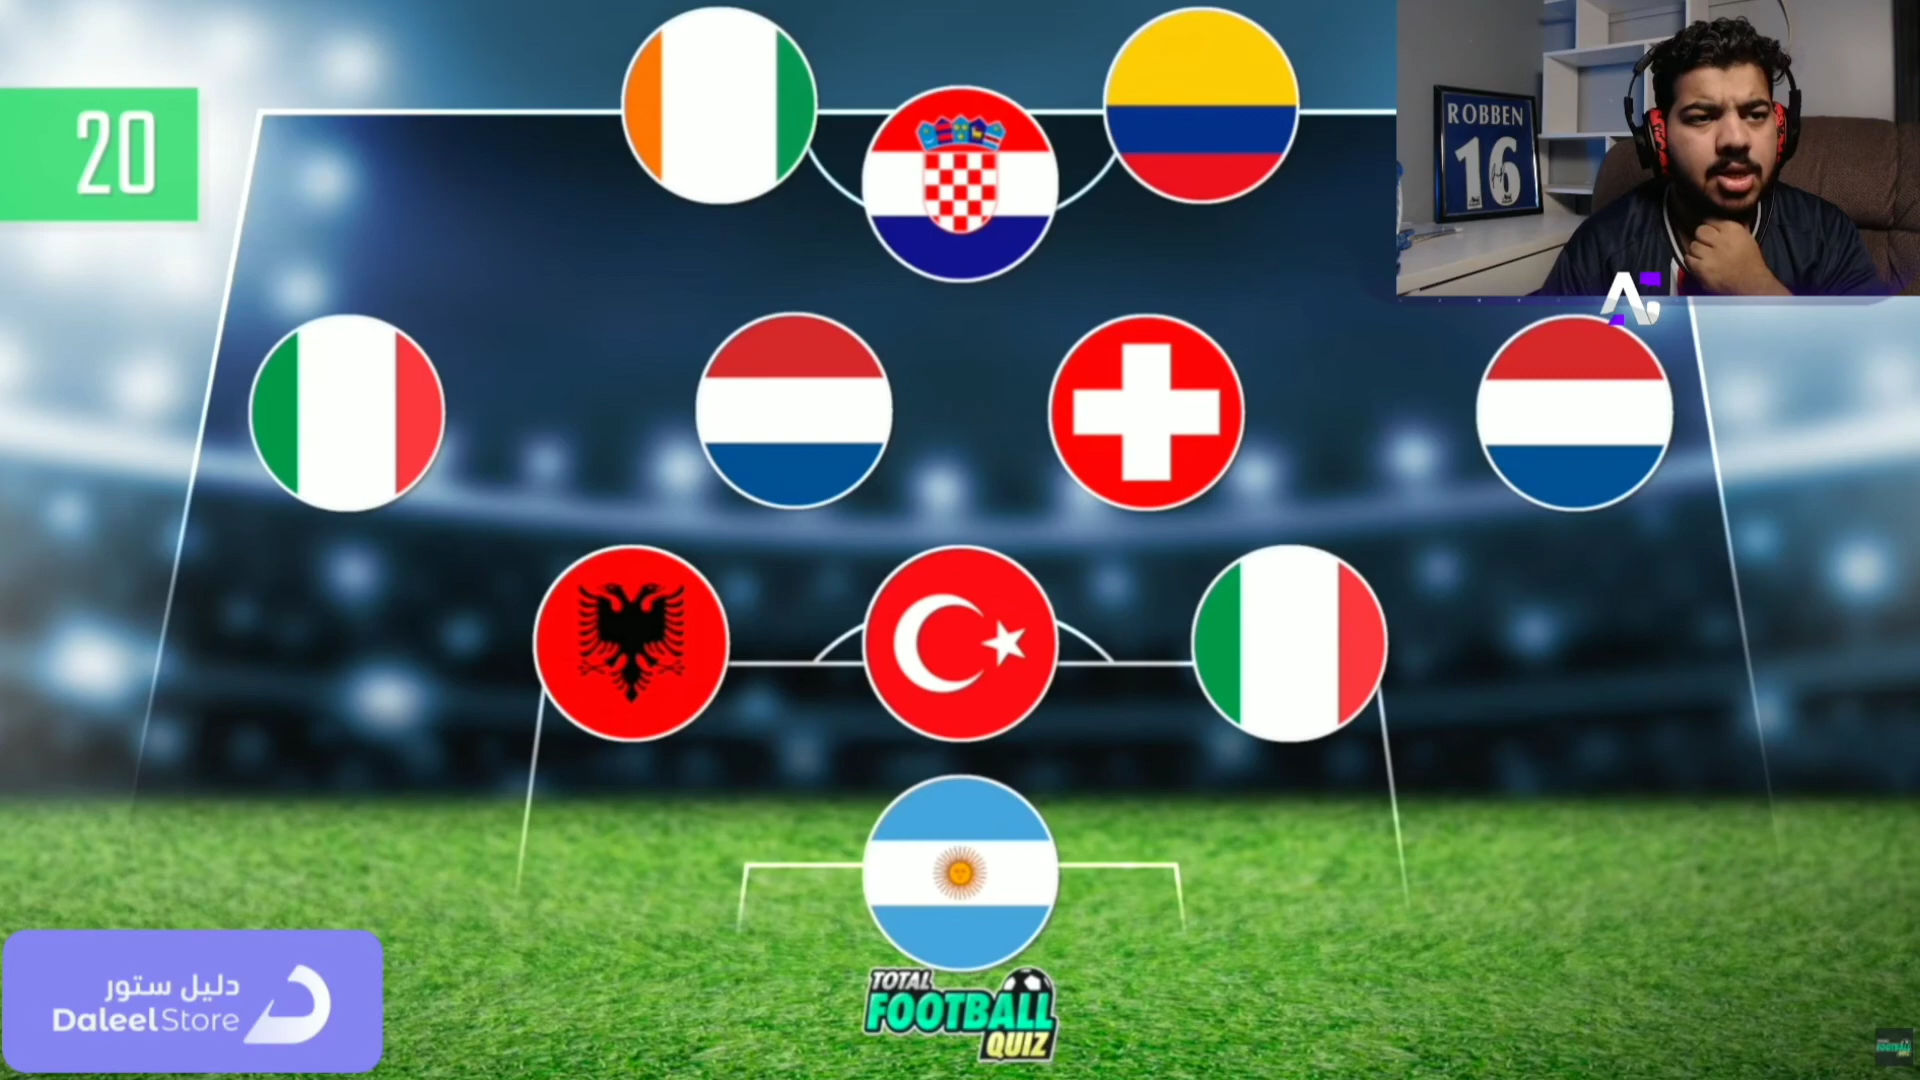 20
ROBBEN
16
دليل ستور
DaleelStore
TOTAL
FOOTBALL
QUIZ